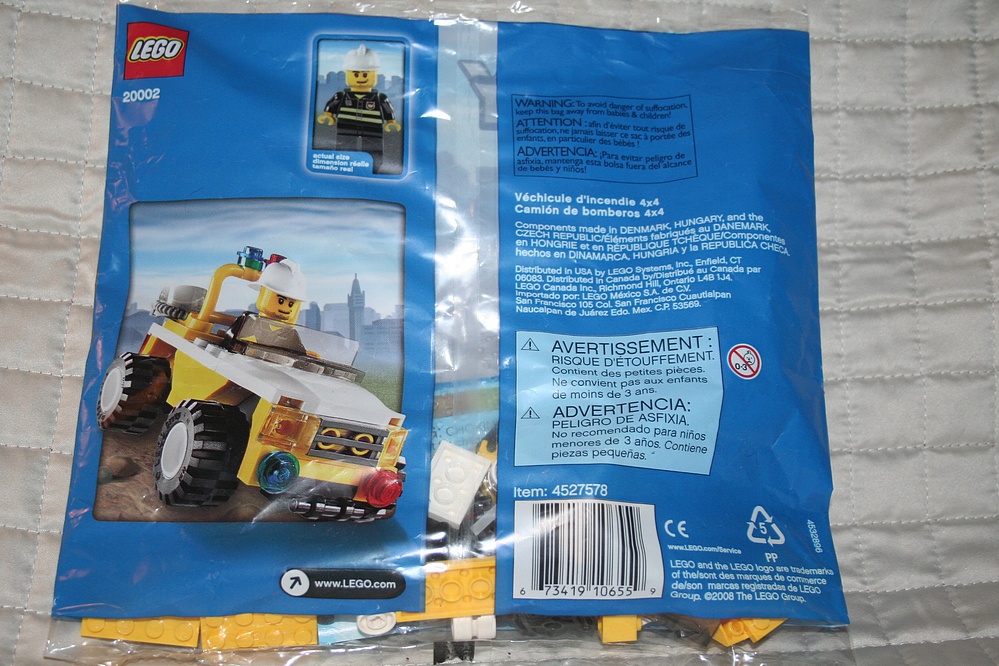 LEGO
20002
actual size
dimension réelle
tamaño real
www.LEGO.com
WARNING: To avoid danger of suffocation,
keep this bag away from babies & children!
ATTENTION : afin d'éviter tout risque de
suffocation, ne jamais laisser ce sac à portée des
enfants, en particulier des bébés !
ADVERTENCIA: ¡Para evitar peligro de
asfixia, mantenga esta bolsa fuera del alcance
de bebés y niños!
Véchicule d'incendie 4x4
Camión de bomberos 4x4
Components made in DENMARK, HUNGARY, and the
CZECH REPUBLIC/Éléments fabriqués au DANEMARK,
en HONGRIE et en RÉPUBLIQUE TCHÈQUE/Componentes
hechos en DINAMARCA, HUNGRIA y la REPUBLICA CHECA.
Distributed in USA by LEGO Systems, Inc., Enfield, CT
06083. Distributed in Canada by/Distribué au Canada par
LEGO Canada Inc., Richmond Hill, Ontario L4B 1J4.
Importado por: LEGO México S.A. de C.V.
San Francisco 105 Col. San Francisco Cuautlalpan
Naucalpan de Juárez Edo. Mex. C.P. 53569.
AVERTISSEMENT :
RISQUE D'ÉTOUFFEMENT.
Contient des petites pièces.
Ne convient pas aux enfants
de moins de 3 ans.
ADVERTENCIA:
PELIGRO DE ASFIXIA.
No recomendado para niños
menores de 3 años. Contiene
piezas pequeñas.
0-3
Item: 4527578
6 73419 10655 9
CE
www.LEGO.com/Service
5
PP
4532896
LEGO and the LEGO logo are trademarks
of the/sont des marques de commerce
de/son marcas registradas de LEGO
Group. ©2008 The LEGO Group.